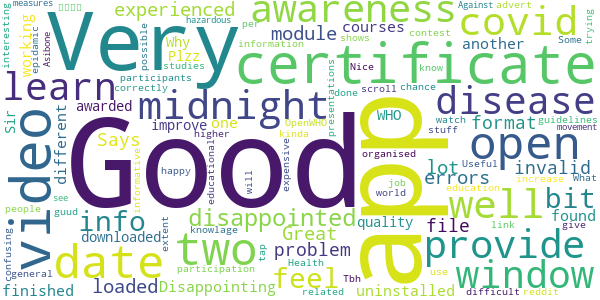 measures
interesting
hazardous
epidamic
Asibone
working
experienced
Very
Why
Plzz
possible
studies
participants
correctly
awareness
module
per
information
shows
courses
another
covid
Against
advert
Some
trying
contest
certificate
Nice
know
learn
midnight
presentations
done
scroll
chance
disease
Sir
awarded
improve
one
OpenWHO
kinda
WHO
format
watch
stuff
guidelines
movement
different
Says
informative
happy
higher
educationall
will
expensive
organised
open
Useful
What
video
Good
app
lot
errors
invalid
job
world
education
increase
see
people
guud
info
disappointed
well
bit
confusing
general
downloaded
extent
knowlage
Great
quality
file
found
link
give
date
two
problem
tap
Health
provide
finished
loaded
Disappointing
participation
feel
Tbh
related
uninstalled
use
difficult
reddit
window